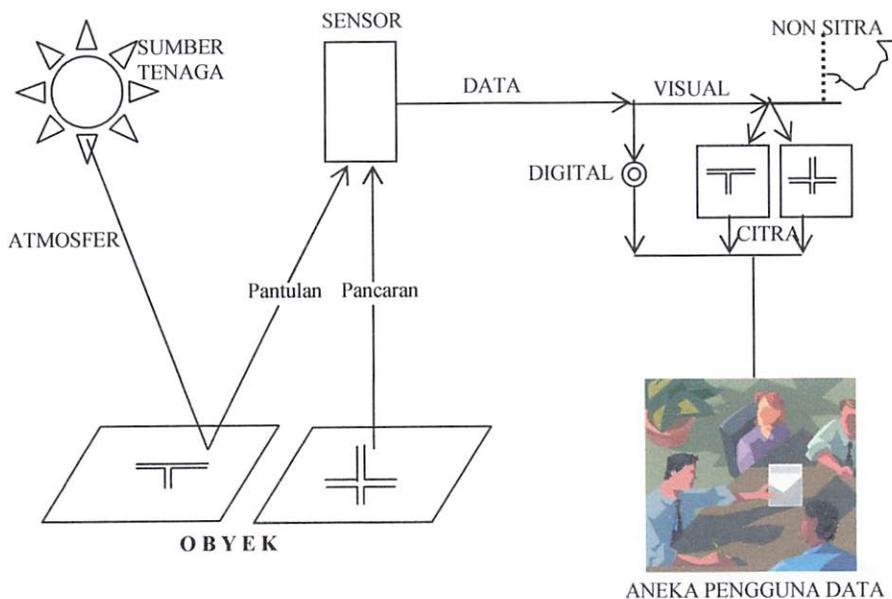 SUMBER
TENAGA
SENSOR
NON SITRA
DATA
VISUAL
DIGITAL
CITRA
ATMOSFER
Pantulan
Pancaran
OBYEK
ANEKA PENGGUNA DATA